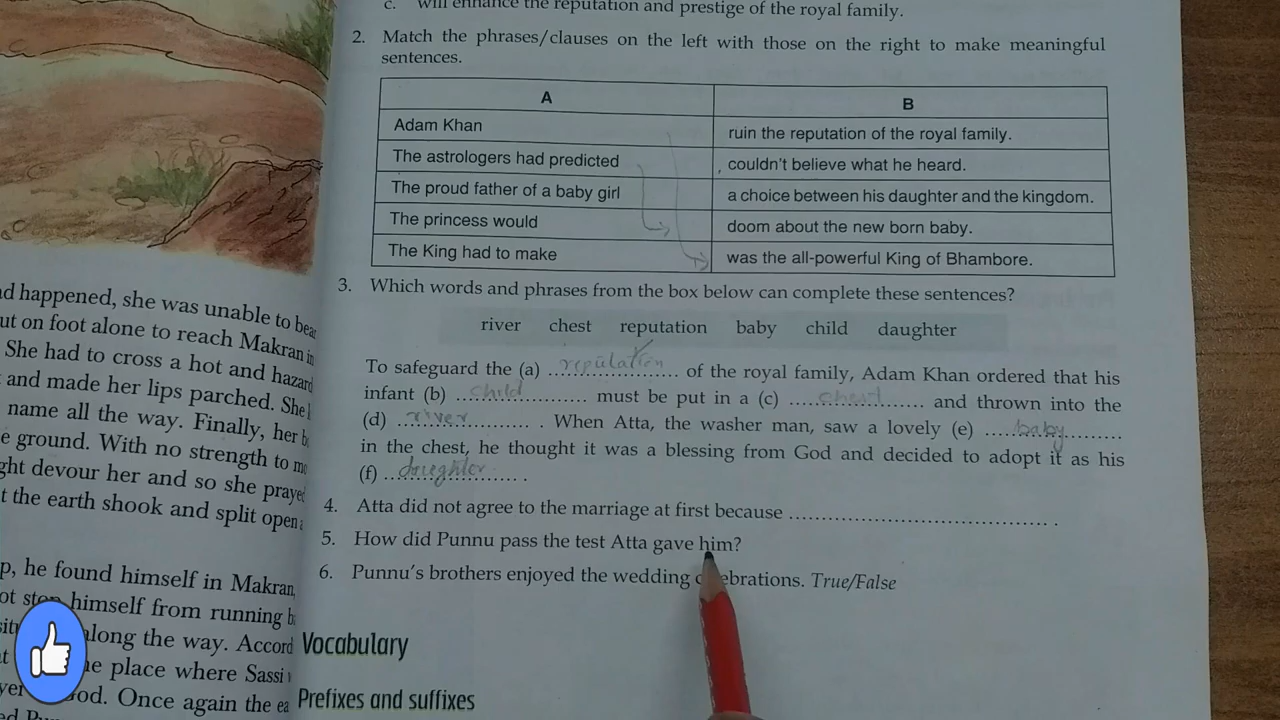 c. will enhance the reputation and prestige of the royal family.
2. Match the phrases/clauses on the left with those on the right to make meaningful
sentences.
A B
Adam Khan ruin the reputation of the royal family.
The astrologers had predicted couldn't believe what he heard.
The proud father of a baby girl a choice between his daughter and the kingdom.
The princess would doom about the new born baby.
The King had to make was the all-powerful King of Bhambore.
3. Which words and phrases from the box below can complete these sentences?
river chest reputation baby child daughter
To safeguard the (a) reputation of the royal family, Adam Khan ordered that his
infant (b) child must be put in a (c) chest and thrown into the
(d) river. When Atta, the washer man, saw a lovely (e) baby
in the chest, he thought it was a blessing from God and decided to adopt it as his
(f) daughter.
4. Atta did not agree to the marriage at first because .................................................. .
5. How did Punnu pass the test Atta gave him?
6. Punnu's brothers enjoyed the wedding celebrations. True/False
Vocabulary
Prefixes and suffixes
happened, she was unable to
on foot alone to reach Makran
She had to cross a hot and
and made her lips parched. She
name all the way. Finally, her
ground. With no strength to
devour her and so she
the earth shook and split open
he found himself in Makran,
himself from running
along the way.
place where Sassi
Once again the